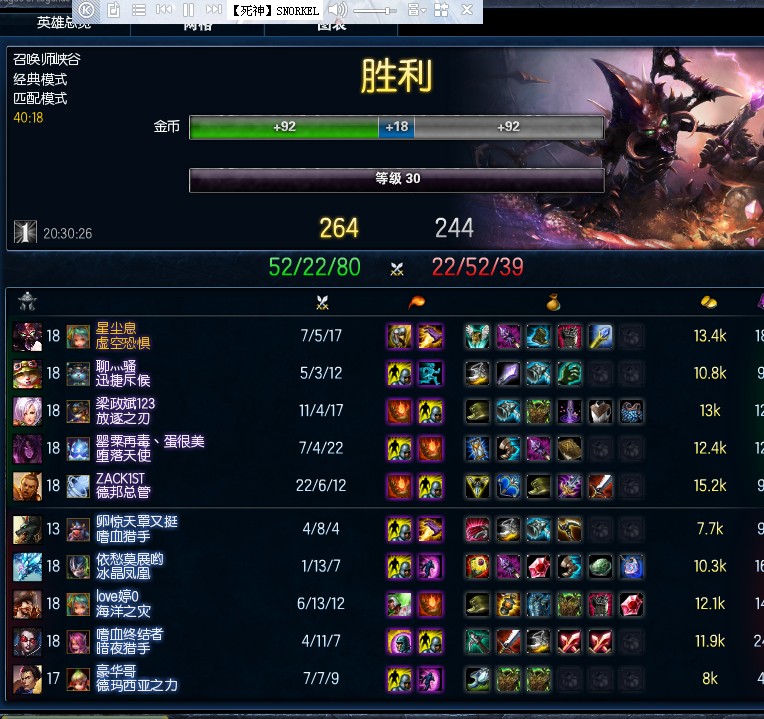 【死神】SNORKEL
英雄总览
网格
图表
召唤师峡谷
经典模式
匹配模式
40:18
胜利
金币
+92
+18
+92
等级 30
20:30:26
264
244
52/22/80
22/52/39
18
星尘息
虚空恐惧
7/5/17
13.4k
18
迅捷斥候
5/3/12
10.8k
18
梁政斌123
放逐之刃
11/4/17
13k
18
罂粟再毒丶蛋很美
堕落天使
7/4/22
12.4k
18
ZACK1ST
德邦总管
22/6/12
15.2k
13
卵惊天罩又挺
嗜血猎手
4/8/4
7.7k
18
依愁莫展哟
冰晶凤凰
1/13/7
10.3k
18
love婷0
海洋之灾
6/13/12
12.1k
18
嗜血终结者
暗夜猎手
4/11/7
11.9k
17
豪华哥
德玛西亚之力
7/7/9
8k